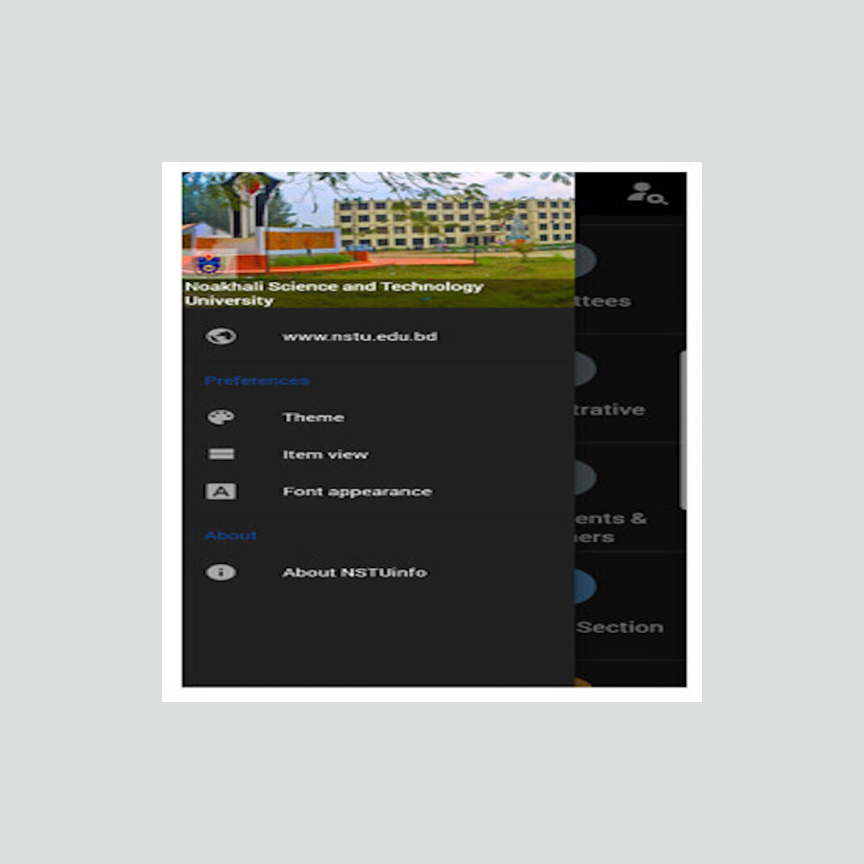 Noakhali Science and Technology
University
www.nstu.edu.bd
Preferences
Theme
Item view
Font appearance
About
About NSTUinfo
ttees
trative
ents &
ners
Section